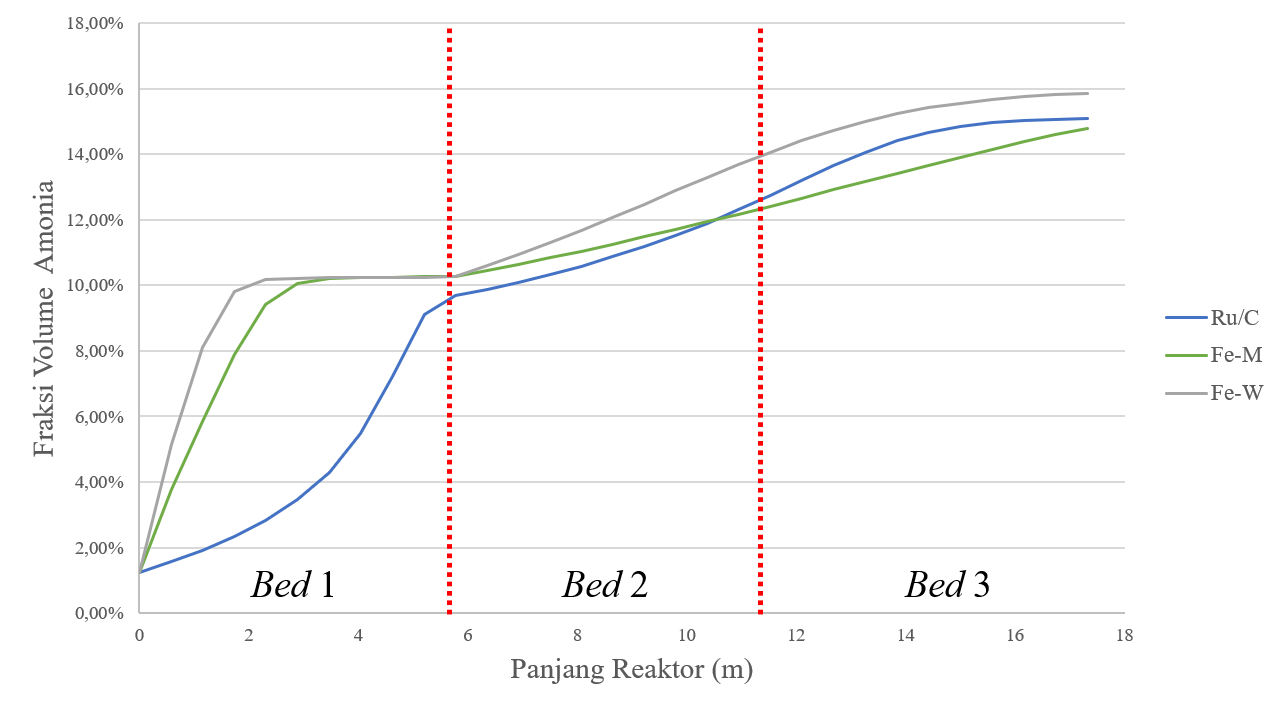 18,00%
16,00%
14,00%
12,00%
10,00%
8,00%
6,00%
4,00%
2,00%
0,00%
Fraksi Volume Amonia
Bed 1
Bed 2
Bed 3
0 2 4 6 8 10 12 14 16 18
Panjang Reaktor (m)
Ru/C
Fe-M
Fe-W